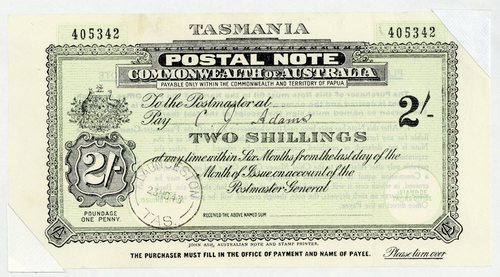 TASMANIA
405342 405342
POSTAL NOTE
COMMONWEALTH OF AUSTRALIA
PAYABLE ONLY WITHIN THE COMMONWEALTH AND TERRITORY OF PAPUA.
To the Postmaster at
Pay C. Adams
2/-
TWO SHILLINGS
at any time within Six Months from the last day of the
Month of Issue on account of the
Postmaster-General
2/-
POUNDAGE
ONE PENNY.
LAUNCESTON
TAS
RECEIVED THE ABOVE NAMED SUM
JOHN ASH, AUSTRALIAN NOTE AND STAMP PRINTER.
THE PURCHASER MUST FILL IN THE OFFICE OF PAYMENT AND NAME OF PAYEE.
Please turn over